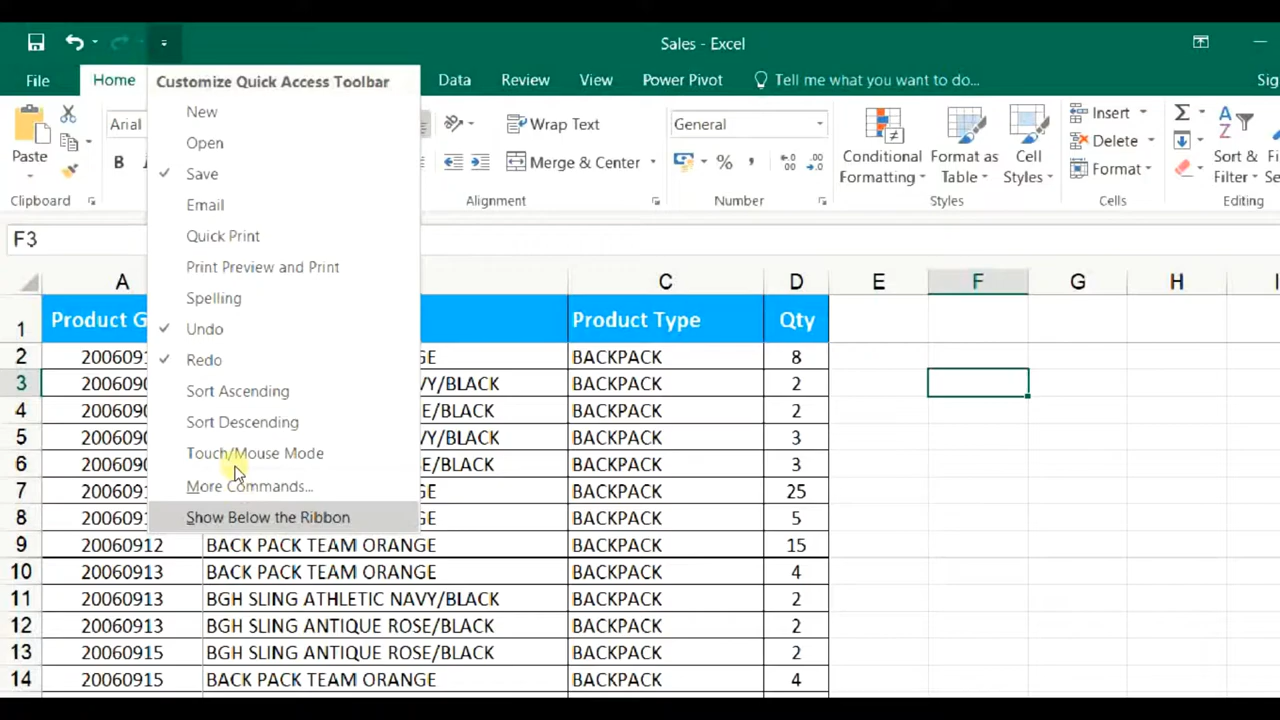 Sales - Excel
File Home Data Review View Power Pivot Tell me what you want to do...
Customize Quick Access Toolbar
New
Open
Save
Email
Quick Print
Print Preview and Print
Spelling
Undo
Redo
Sort Ascending
Sort Descending
Touch/Mouse Mode
More Commands...
Show Below the Ribbon
Paste
Clipboard
Arial
B
Wrap Text
Merge & Center
Alignment
General
%
Number
Conditional Formatting
Format as Table
Cell Styles
Styles
Insert
Delete
Format
Cells
Sort & Filter
Editing
F3
A C D E F G H
1 Product Type Qty
2 BACKPACK 8
3 NAVY/BLACK BACKPACK 2
4 BACKPACK 2
5 NAVY/BLACK BACKPACK 3
6 BACKPACK 3
7 BACKPACK 25
8 BACKPACK 5
9 20060912 BACK PACK TEAM ORANGE BACKPACK 15
10 20060913 BACK PACK TEAM ORANGE BACKPACK 4
11 20060913 BGH SLING ATHLETIC NAVY/BLACK BACKPACK 2
12 20060913 BGH SLING ANTIQUE ROSE/BLACK BACKPACK 2
13 20060915 BGH SLING ANTIQUE ROSE/BLACK BACKPACK 2
14 20060915 BACK PACK TEAM ORANGE BACKPACK 4